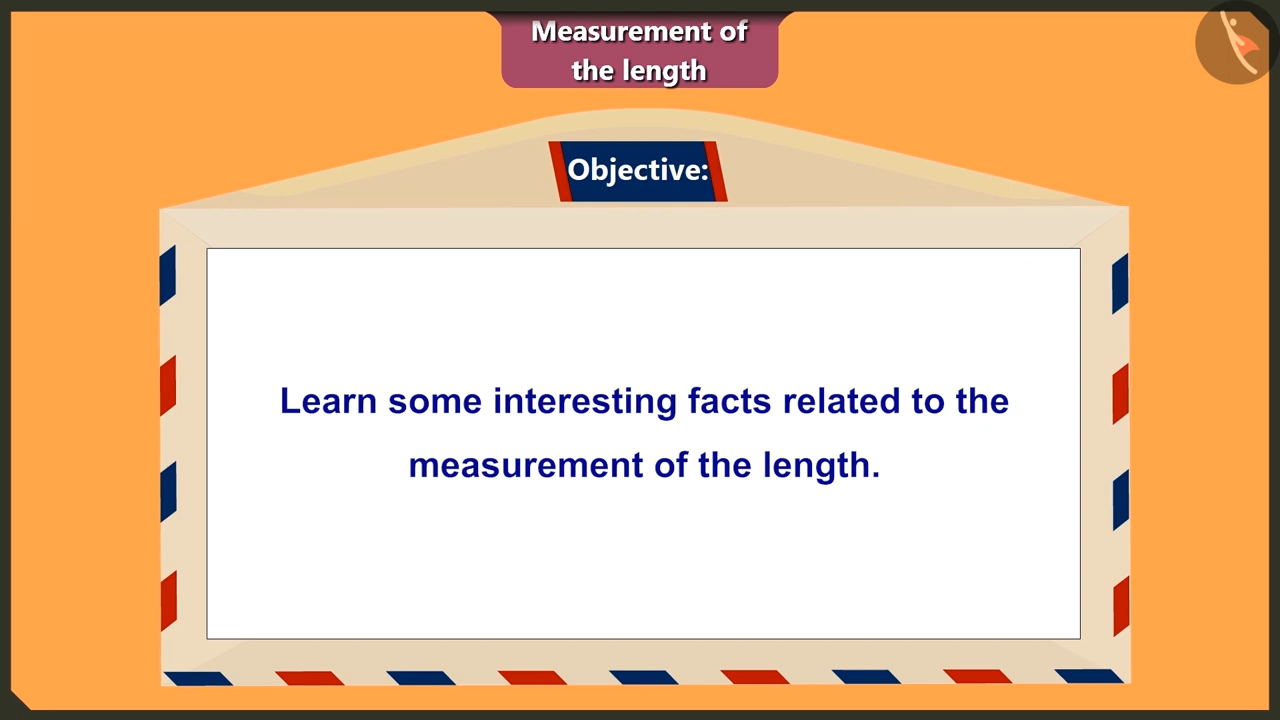 Measurement of
the length
Objective:
Learn some interesting facts related to the
measurement of the length.